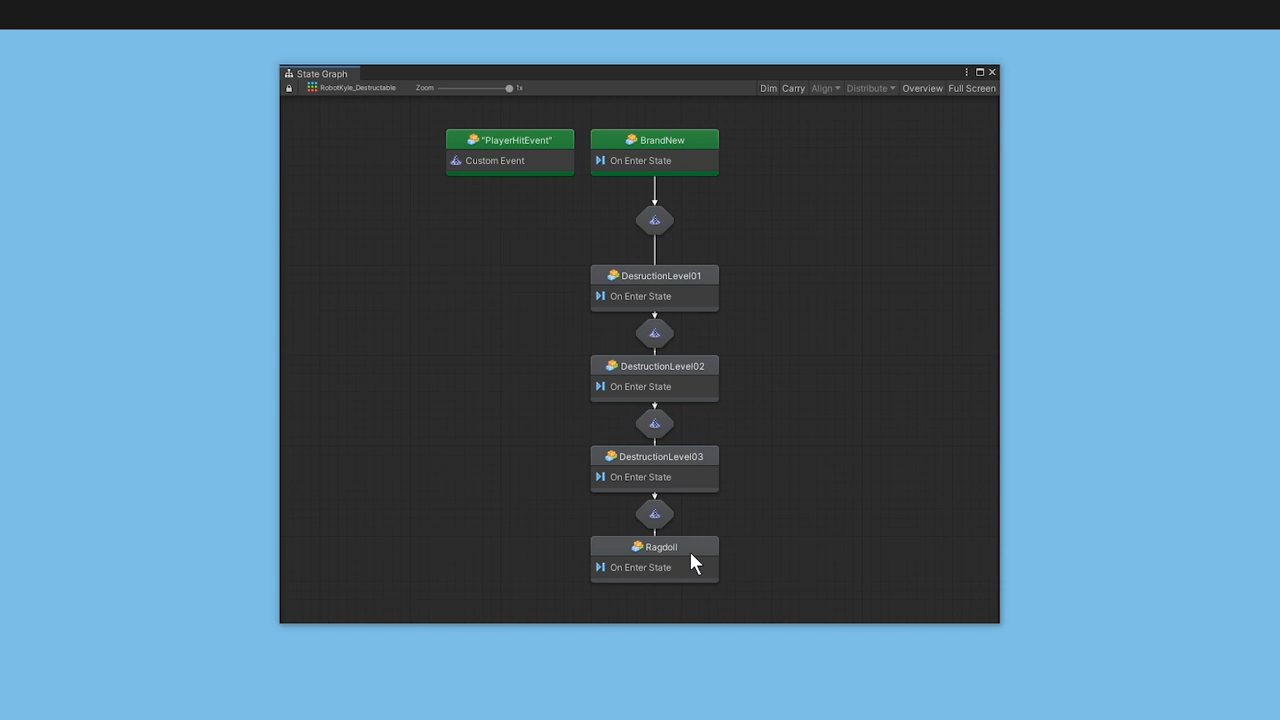 State Graph
RobotKyle_Destructable Zoom 1x Dim Carry Align Distribute Overview Full Screen
"PlayerHitEvent"
Custom Event
BrandNew
On Enter State
DesructionLevel01
On Enter State
DestructionLevel02
On Enter State
DestructionLevel03
On Enter State
Ragdoll
On Enter State